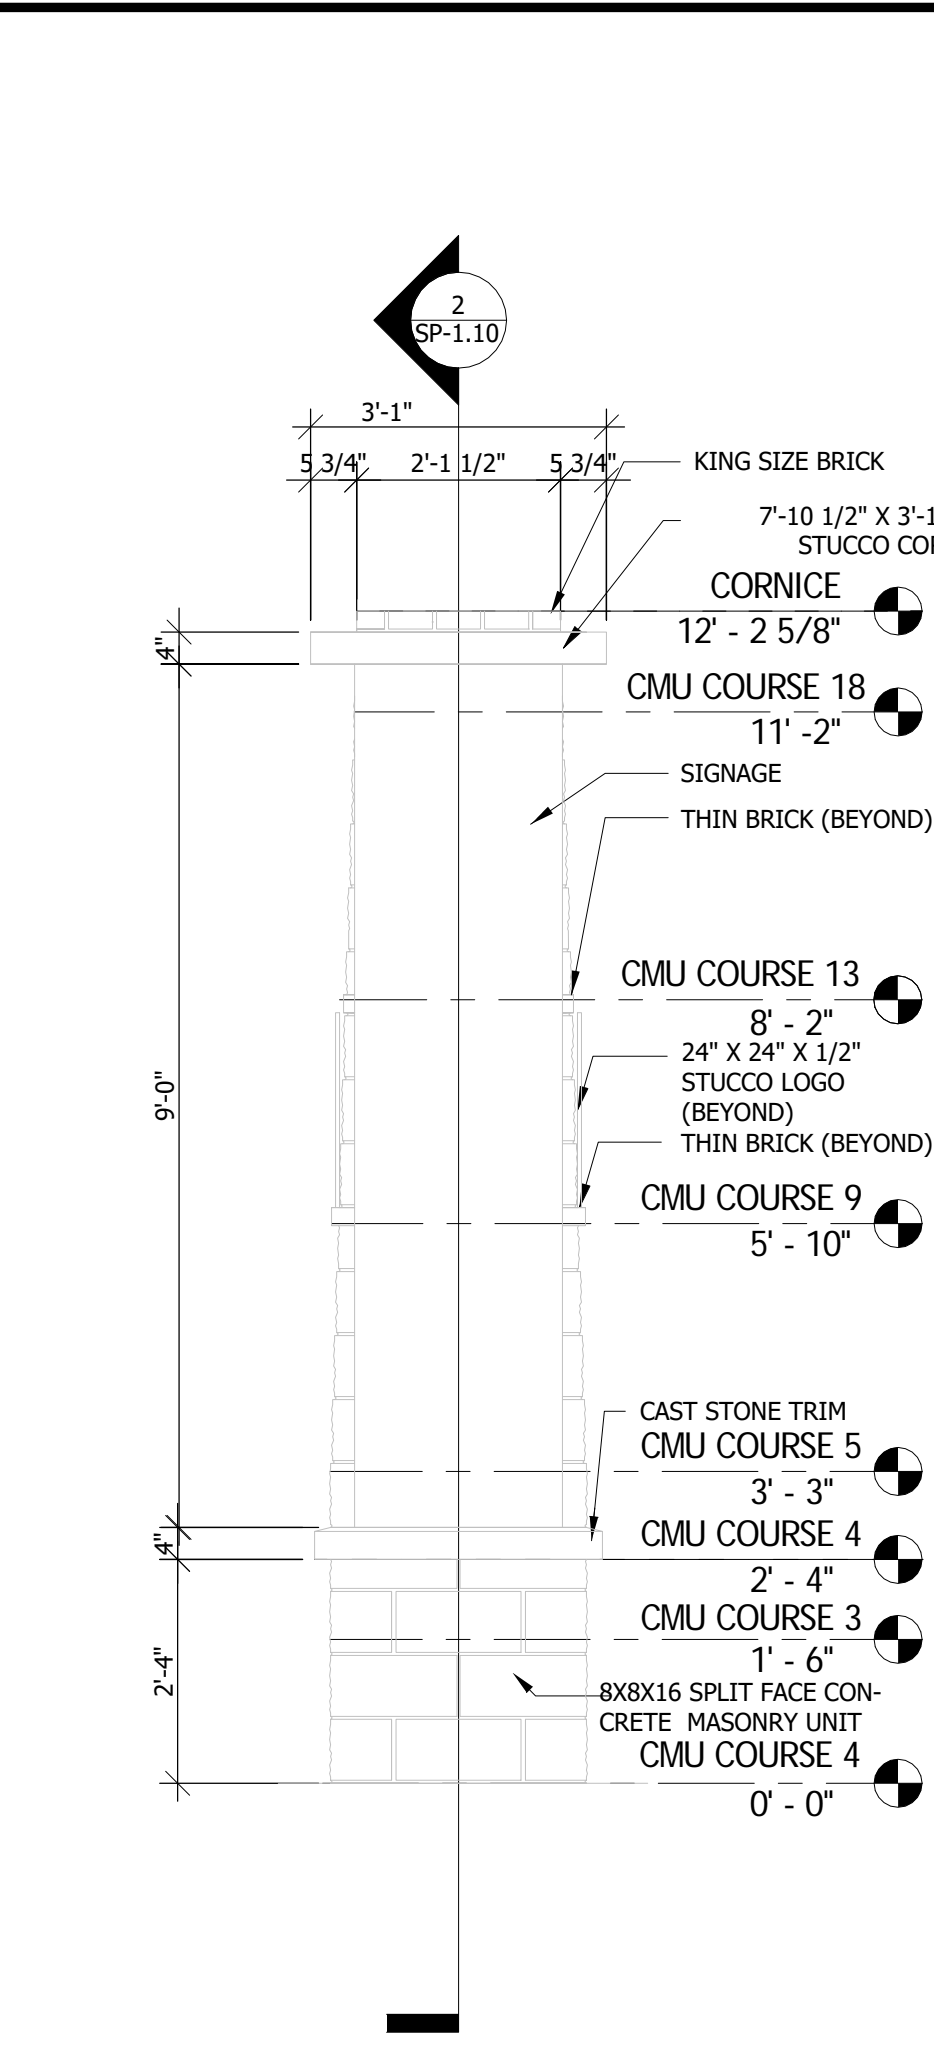 2
SP-1.10
3'-1"
5 3/4"
2'-1 1/2"
5 3/4"
KING SIZE BRICK
7'-10 1/2" X 3'-1
STUCCO
CORNICE
12' - 2 5/8"
4"
CMU COURSE 18
11' -2"
SIGNAGE
THIN BRICK (BEYOND)
CMU COURSE 13
8' - 2"
24" X 24" X 1/2"
STUCCO LOGO
(BEYOND)
9'-0"
THIN BRICK (BEYOND)
CMU COURSE 9
5' - 10"
CAST STONE TRIM
CMU COURSE 5
3' - 3"
4"
CMU COURSE 4
2' - 4"
CMU COURSE 3
1' - 6"
2'-4"
8X8X16 SPLIT FACE CON-
CRETE MASONRY UNIT
CMU COURSE 4
0' - 0"